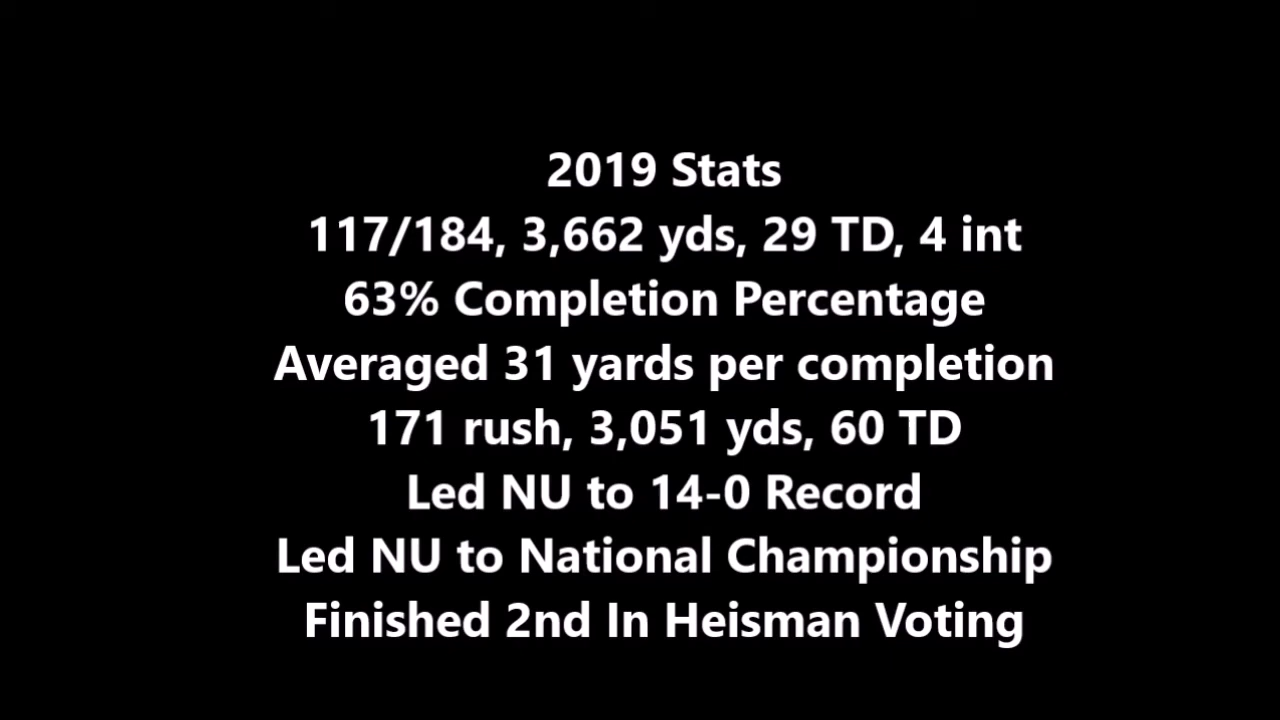 2019 Stats
117/184, 3,662 yds, 29 TD, 4 int
63% Completion Percentage
Averaged 31 yards per completion
171 rush, 3,051 yds, 60 TD
Led NU to 14-0 Record
Led NU to National Championship
Finished 2nd In Heisman Voting